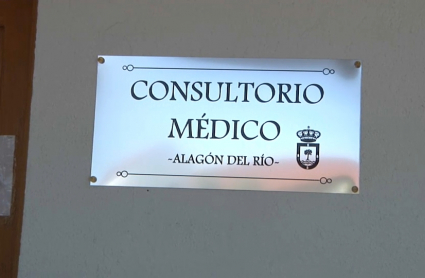 CONSULTORIO
MÉDICO
-ALAGÓN DEL RÍO-